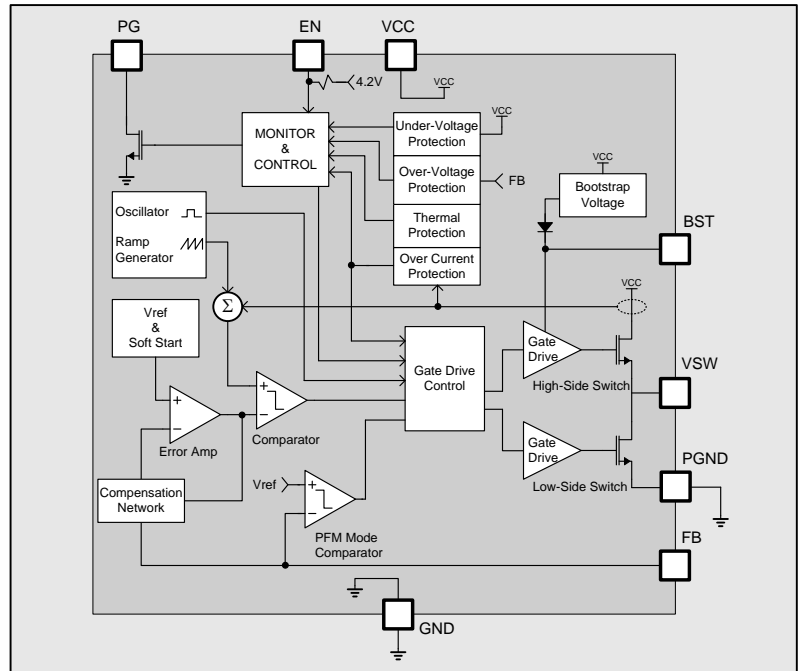 PG
EN
VCC
4.2V
VCC
MONITOR
&
CONTROL
Under-Voltage
Protection
VCC
Over-Voltage
Protection
FB
Thermal
Protection
Over Current
Protection
VCC
Bootstrap
Voltage
BST
Oscillator
Ramp
Generator
Σ
VCC
Vref
&
Soft Start
Gate Drive
Control
Gate
Drive
High-Side Switch
VSW
+
−
Error Amp
+
−
Comparator
Gate
Drive
Low-Side Switch
PGND
Compensation
Network
Vref
+
−
PFM Mode
Comparator
FB
GND